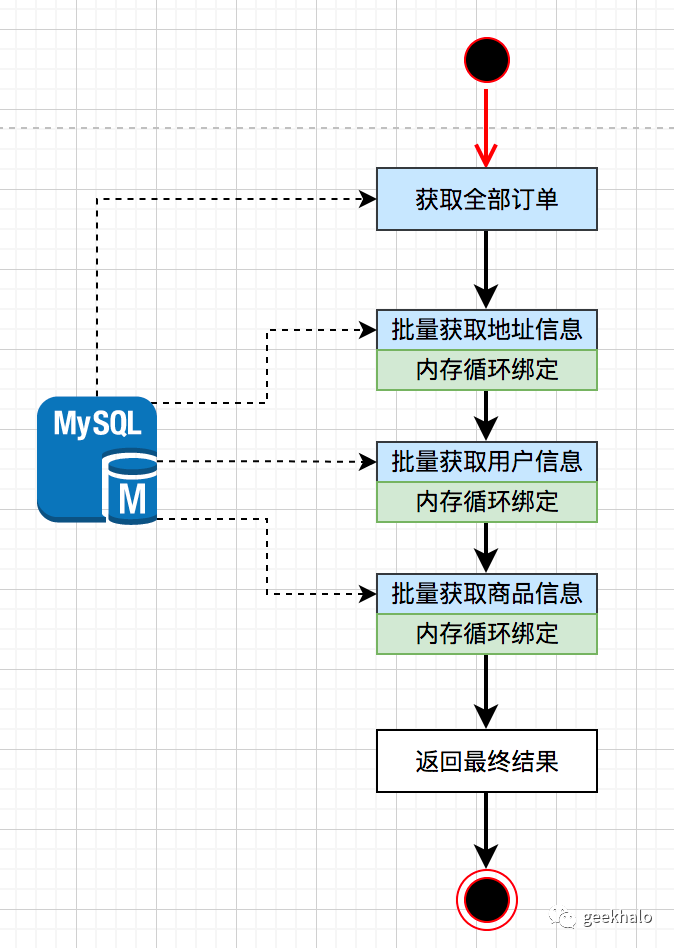 获取全部订单
批量获取地址信息
内存循环绑定
MySQL
M
批量获取用户信息
内存循环绑定
批量获取商品信息
内存循环绑定
返回最终结果
geekhalo